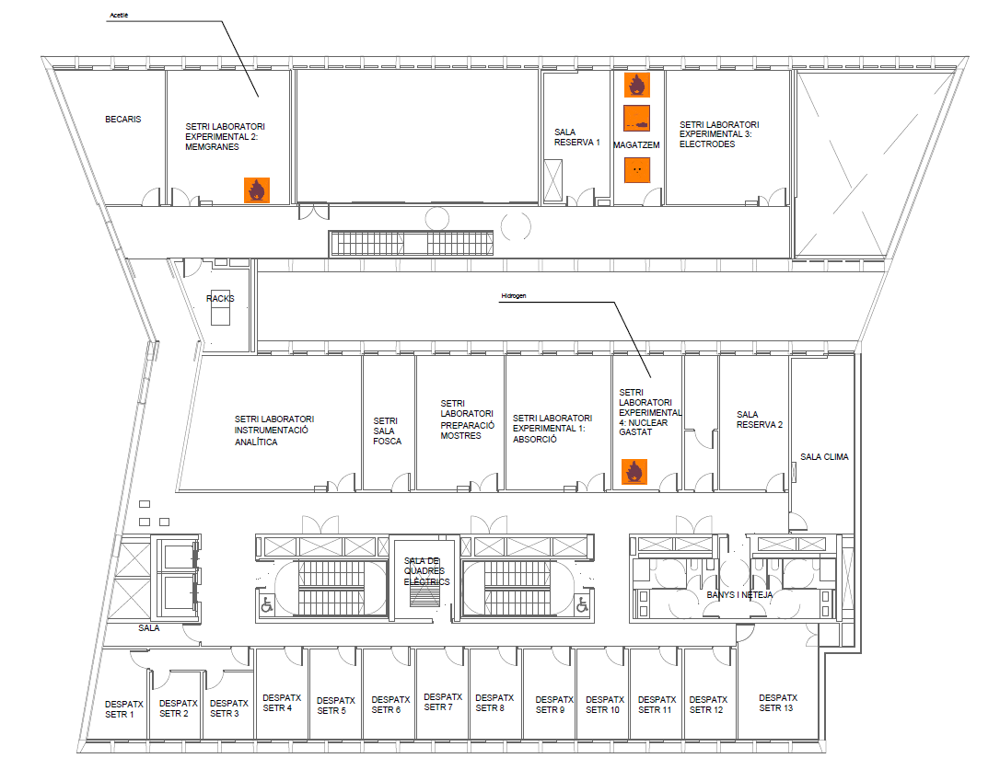 Acetilè
BECARIS
SETRI LABORATORI
EXPERIMENTAL 2:
MEMGRANES
SALA
RESERVA 1
MAGATZEM
SETRI LABORATORI
EXPERIMENTAL 3:
ELECTRODES
RACKS
Hidrogen
SETRI LABORATORI
INSTRUMENTACIÓ
ANALÍTICA
SETRI
SALA
FOSCA
SETRI
LABORATORI
PREPARACIÓ
MOSTRES
SETRI LABORATORI
EXPERIMENTAL 1:
ABSORCIÓ
SETRI
LABORATORI
EXPERIMENTAL
4: NUCLEAR
GASTAT
SALA
RESERVA 2
SALA CLIMA
SALA DE
QUADRES
ELÈCTRICS
BANYS I NETEJA
SALA
DESPATX
SETR 1
DESPATX
SETR 2
DESPATX
SETR 3
DESPATX
SETR 4
DESPATX
SETR 5
DESPATX
SETR 6
DESPATX
SETR 7
DESPATX
SETR 8
DESPATX
SETR 9
DESPATX
SETR 10
DESPATX
SETR 11
DESPATX
SETR 12
DESPATX
SETR 13